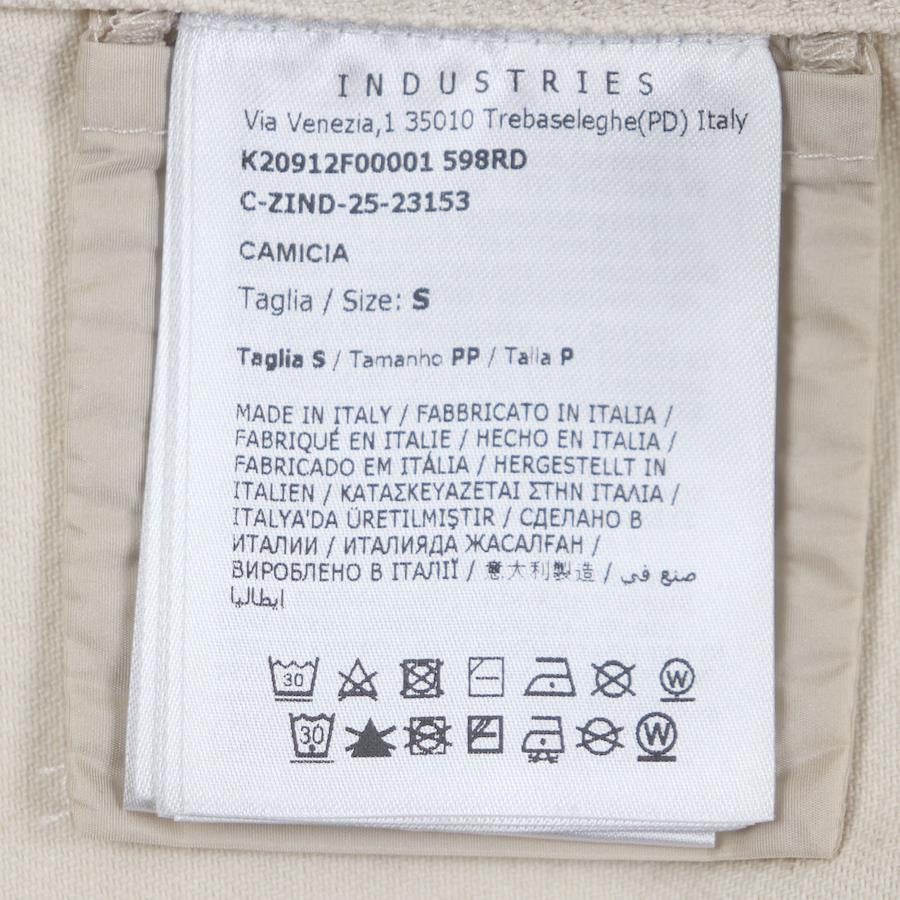 INDUSTRIES
Via Venezia,1 35010 Trebaseleghe(PD) Italy
K20912F00001 598RD
C-ZIND-25-23153
CAMICIA
Taglia / Size: S
Taglia S / Tamanho PP / Talla P
MADE IN ITALY / FABBRICATO IN ITALIA /
FABRIQUÉ EN ITALIE / HECHO EN ITALIA /
FABRICADO EM ITÁLIA / HERGESTELLT IN
ITALIEN / ΚΑΤΑΣΚΕΥΑΖΕΤΑΙ ΣΤΗΝ ΙΤΑΛΙΑ /
ITALYA'DA ÜRETILMIŞTIR / СДЕЛАНО В
ИТАЛИИ / ИТАЛИЯДА ЖАСАЛҒАН /
ВИРОБЛЕНО В ІТАЛІЇ / 意大利製造 / صنع في
ايطاليا
30 W
30 W